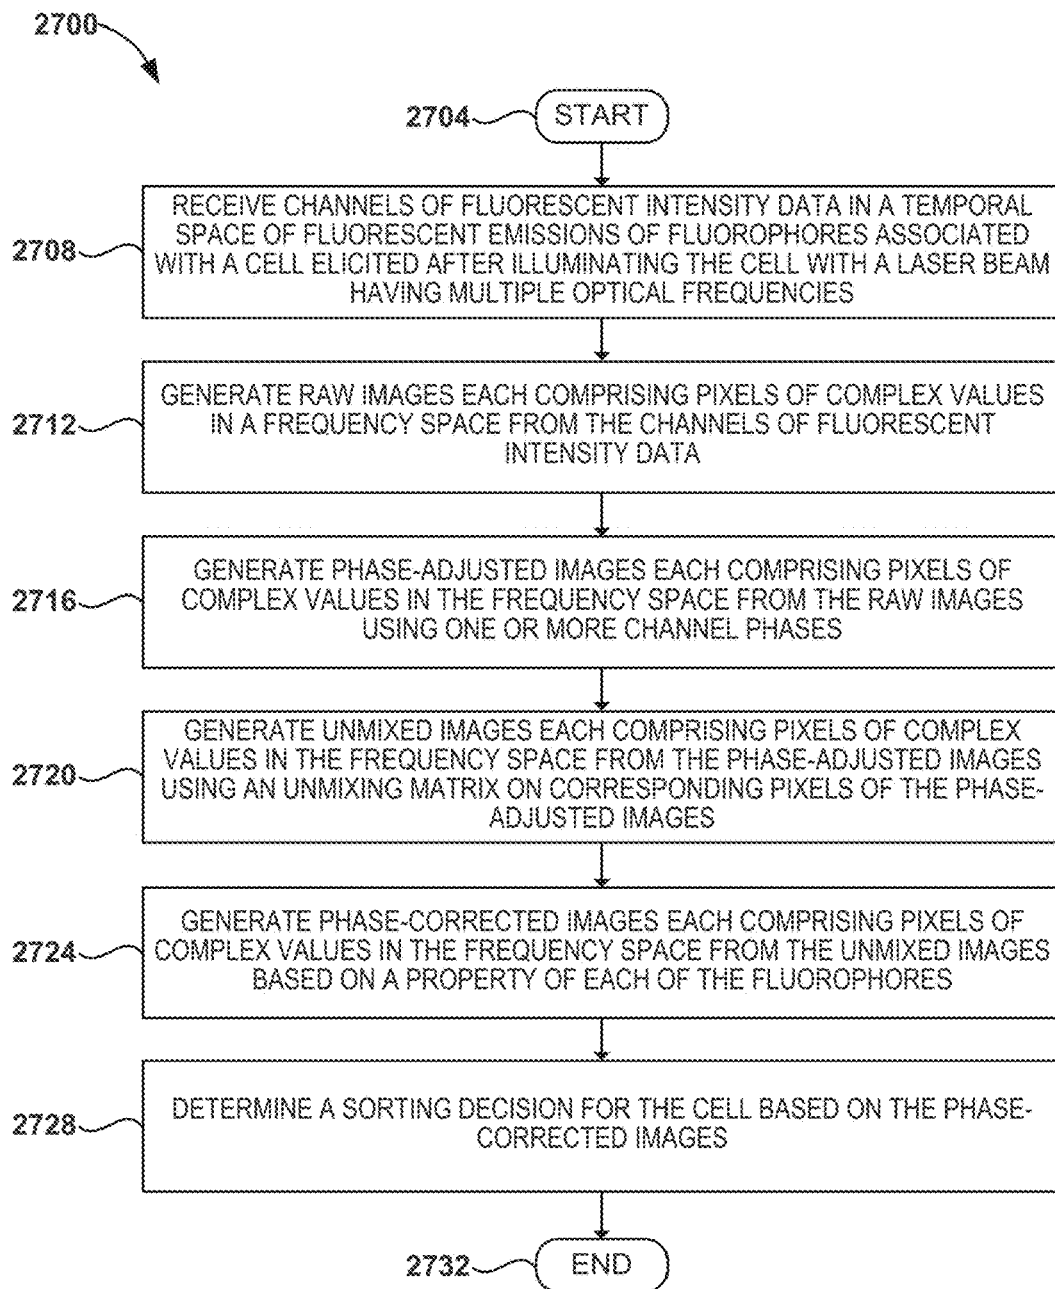 2700
2704
START
2708
RECEIVE CHANNELS OF FLUORESCENT INTENSITY DATA IN A TEMPORAL
SPACE OF FLUORESCENT EMISSIONS OF FLUOROPHORES ASSOCIATED
WITH A CELL ELICITED AFTER ILLUMINATING THE CELL WITH A LASER BEAM
HAVING MULTIPLE OPTICAL FREQUENCIES
2712
GENERATE RAW IMAGES EACH COMPRISING PIXELS OF COMPLEX VALUES
IN A FREQUENCY SPACE FROM THE CHANNELS OF FLUORESCENT
INTENSITY DATA
2716
GENERATE PHASE-ADJUSTED IMAGES EACH COMPRISING PIXELS OF
COMPLEX VALUES IN THE FREQUENCY SPACE FROM THE RAW IMAGES
USING ONE OR MORE CHANNEL PHASES
2720
GENERATE UNMIXED IMAGES EACH COMPRISING PIXELS OF COMPLEX
VALUES IN THE FREQUENCY SPACE FROM THE PHASE-ADJUSTED IMAGES
USING AN UNMIXING MATRIX ON CORRESPONDING PIXELS OF THE PHASE-
ADJUSTED IMAGES
2724
GENERATE PHASE-CORRECTED IMAGES EACH COMPRISING PIXELS OF
COMPLEX VALUES IN THE FREQUENCY SPACE FROM THE UNMIXED IMAGES
BASED ON A PROPERTY OF EACH OF THE FLUOROPHORES
2728
DETERMINE A SORTING DECISION FOR THE CELL BASED ON THE PHASE-
CORRECTED IMAGES
2732
END